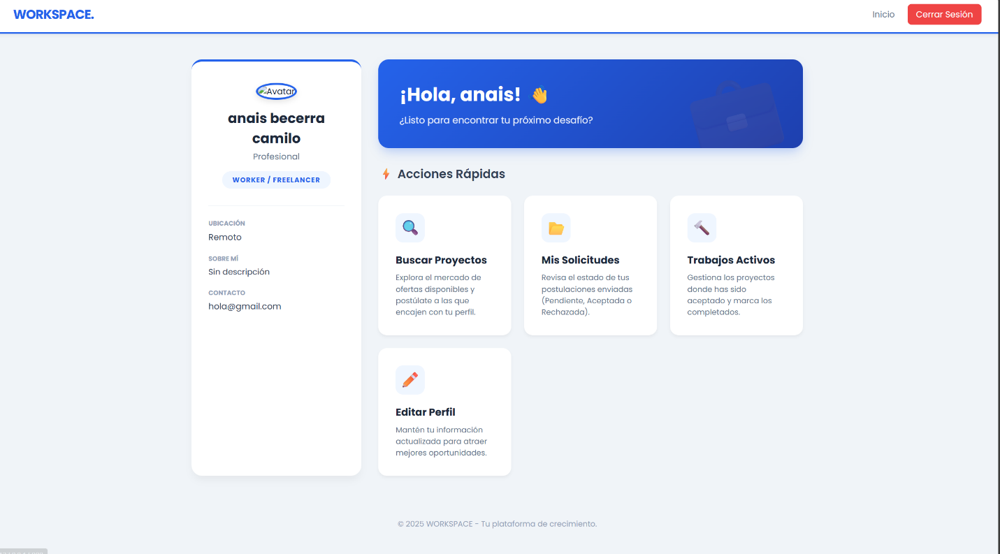 WORKSPACE.
Inicio
Cerrar Sesión
Avatar
anais becerra
camilo
Profesional
WORKER / FREELANCER
UBICACIÓN
Remoto
SOBRE MÍ
Sin descripción
CONTACTO
hola@gmail.com
¡Hola, anais! 👋
¿Listo para encontrar tu próximo desafío?
⚡ Acciones Rápidas
Buscar Proyectos
Explora el mercado de
ofertas disponibles y
postúlate a las que
encajen con tu perfil.
Mis Solicitudes
Revisa el estado de tus
postulaciones enviadas
(Pendiente, Aceptada o
Rechazada).
Trabajos Activos
Gestiona los proyectos
donde has sido
aceptado y marca los
completados.
Editar Perfil
Mantén tu información
actualizada para atraer
mejores oportunidades.
© 2025 WORKSPACE - Tu plataforma de crecimiento.